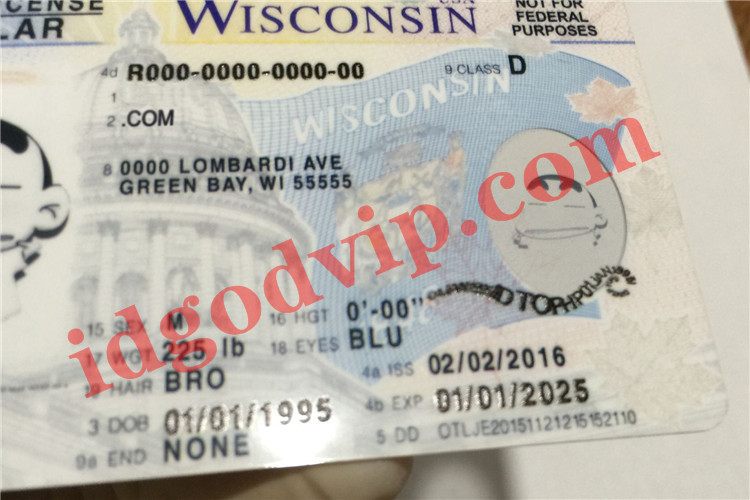 CENSE
LAR
WISCONSIN
USA
NOT FOR
FEDERAL
PURPOSES
4d R000-0000-0000-00
9 CLASS D
1
2 .COM
WISCONSIN
8 0000 LOMBARDI AVE
GREEN BAY, WI 55555
idgodvip.com
15 SEX M
16 HGT 0'-00"
17 WGT 225 lb
18 EYES BLU
19 HAIR BRO
4a ISS 02/02/2016
3 DOB 01/01/1995
4b EXP 01/01/2025
9a END NONE
5 DD OTLJE20151121215152110